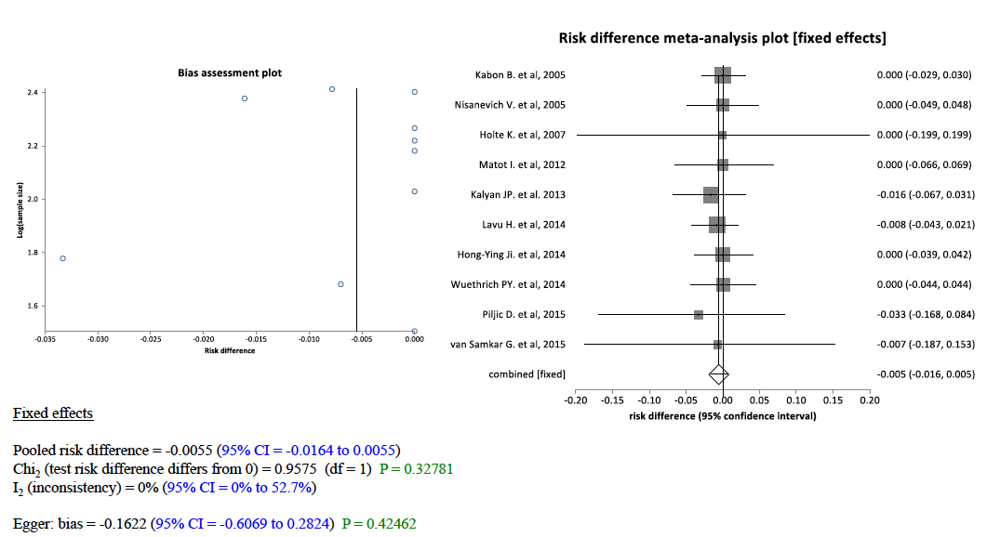 Bias assessment plot
2.4
2.2
2.0
1.8
1.6
Log(sample size)
-0.035 -0.030 -0.025 -0.020 -0.015 -0.010 -0.005 0.000
Risk difference
Risk difference meta-analysis plot [fixed effects]
Kabon B. et al, 2005 0.000 (-0.029, 0.030)
Nisanevich V. et al, 2005 0.000 (-0.049, 0.048)
Holte K. et al, 2007 0.000 (-0.199, 0.199)
Matot I. et al, 2012 0.000 (-0.066, 0.069)
Kalyan JP. et al. 2013 -0.016 (-0.067, 0.031)
Lavu H. et al, 2014 -0.008 (-0.043, 0.021)
Hong-Ying Ji. et al, 2014 0.000 (-0.039, 0.042)
Wuethrich PY. et al, 2014 0.000 (-0.044, 0.044)
Piljic D. et al, 2015 -0.033 (-0.168, 0.084)
van Samkar G. et al, 2015 -0.007 (-0.187, 0.153)
combined [fixed] -0.005 (-0.016, 0.005)
-0.20 -0.15 -0.10 -0.05 0.00 0.05 0.10 0.15 0.20
risk difference (95% confidence interval)
Fixed effects
Pooled risk difference = -0.0055 (95% CI = -0.0164 to 0.0055)
Chi₂ (test risk difference differs from 0) = 0.9575 (df = 1) P = 0.32781
I₂ (inconsistency) = 0% (95% CI = 0% to 52.7%)
Egger: bias = -0.1622 (95% CI = -0.6069 to 0.2824) P = 0.42462